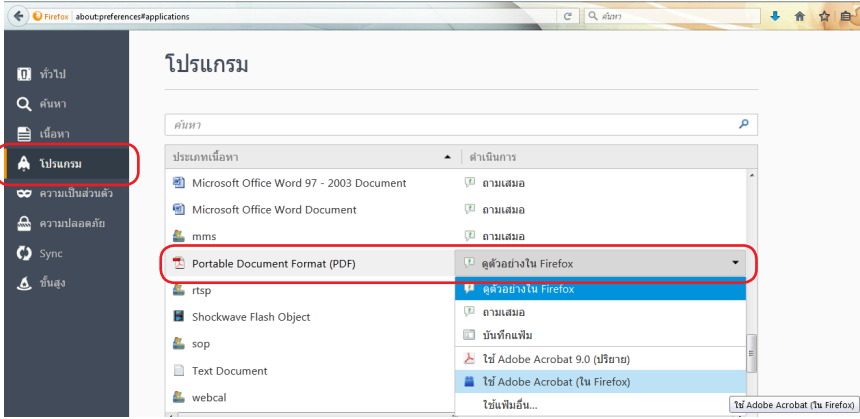 Firefox about:preferences#applications
ค้นหา
โปรแกรม
ทั่วไป
ค้นหา
เนื้อหา
โปรแกรม
ความเป็นส่วนตัว
ความปลอดภัย
Sync
ขั้นสูง
ค้นหา
ประเภทเนื้อหา ดำเนินการ
Microsoft Office Word 97 - 2003 Document ถามเสมอ
Microsoft Office Word Document ถามเสมอ
mms ถามเสมอ
Portable Document Format (PDF) ดูตัวอย่างใน Firefox
rtsp ดูตัวอย่างใน Firefox
Shockwave Flash Object ถามเสมอ
บันทึกแฟ้ม
sop
ใช้ Adobe Acrobat 9.0 (ปริยาย)
Text Document
ใช้ Adobe Acrobat (ใน Firefox)
webcal ใช้แฟ้มอื่น...
ใช้ Adobe Acrobat (ใน Firefox)